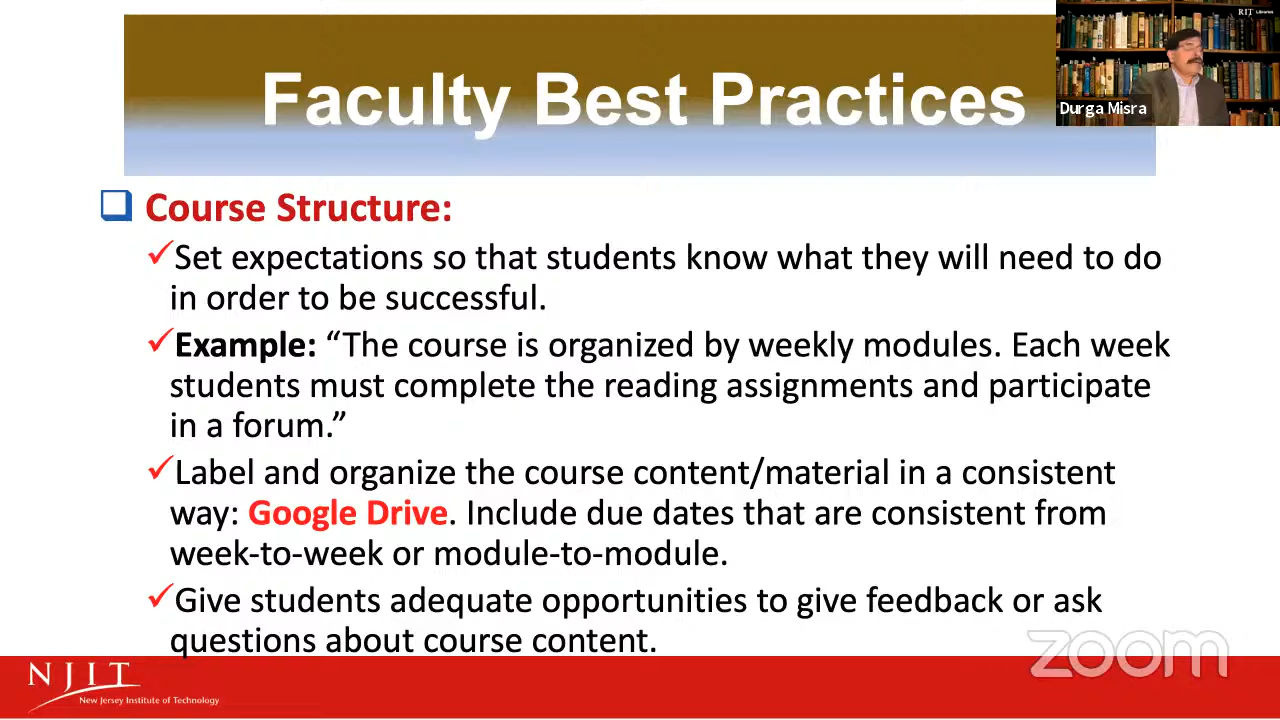 RIT Libraries
Faculty Best Practices
Durga Misra
Course Structure:
Set expectations so that students know what they will need to do
in order to be successful.
Example: “The course is organized by weekly modules. Each week
students must complete the reading assignments and participate
in a forum.”
Label and organize the course content/material in a consistent
way: Google Drive. Include due dates that are consistent from
week-to-week or module-to-module.
Give students adequate opportunities to give feedback or ask
questions about course content.
zoom
NJIT
New Jersey Institute of Technology